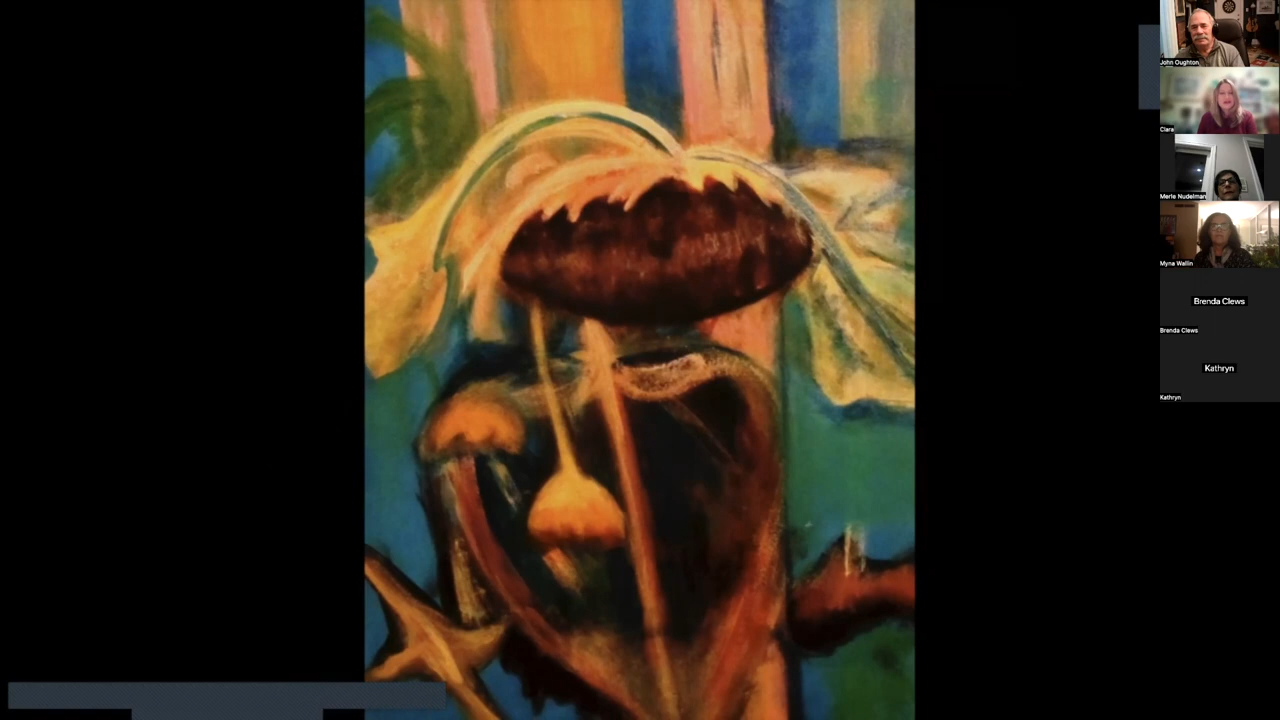 John Oughton
Clara
Merle Nudelman
Myna Wallin
Brenda Clews
Brenda Clews
Kathryn
Kathryn